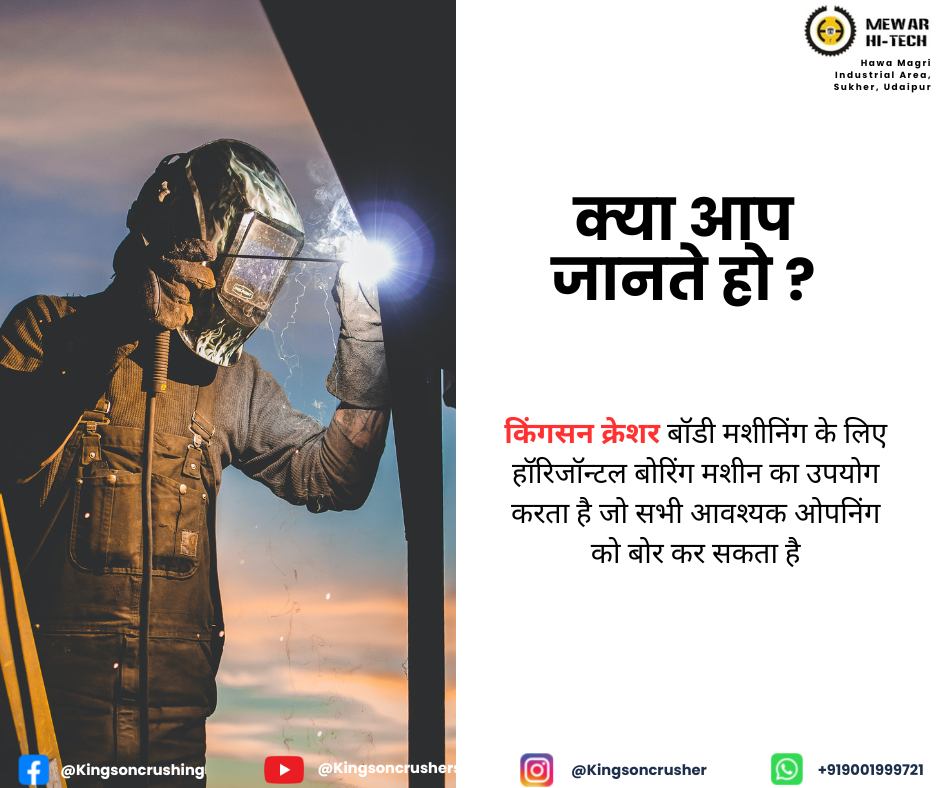 MEWAR
HI-TECH
Hawa Magri
Industrial Area,
Sukher, Udaipur
क्या आप
जानते हो ?
किंगसन क्रेशर बॉडी मशीनिंग के लिए
हॉरिजॉन्टल बोरिंग मशीन का उपयोग
करता है जो सभी आवश्यक ओपनिंग
को बोर कर सकता है
@Kingsoncrushing
@Kingsoncrushers
@Kingsoncrusher
+919001999721